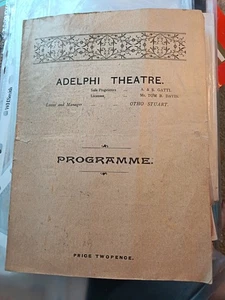 ADELPHI THEATRE.
Sole Proprietors ... A. & S. GATTI.
Licensee, ... Mr. TOM B. DAVIS.
Lessee and Manager ... OTHO STUART.
PROGRAMME.
PRICE TWOPENCE.